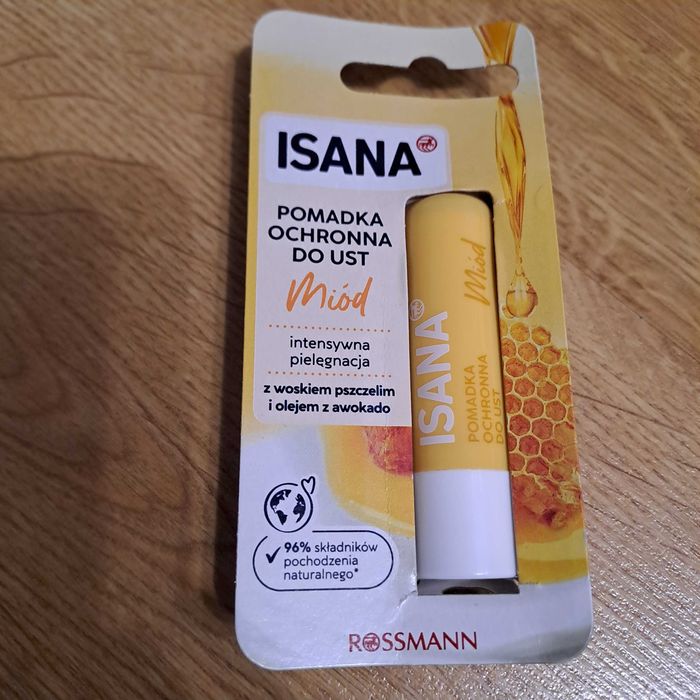 ISANA
POMADKA
OCHRONNA
DO UST
Miód
intensywna
pielęgnacja
z woskiem pszczelim
i olejem z awokado
96% składników
pochodzenia
naturalnego*
ISANA
POMADKA
OCHRONNA
DO UST
Miód
ROSSMANN